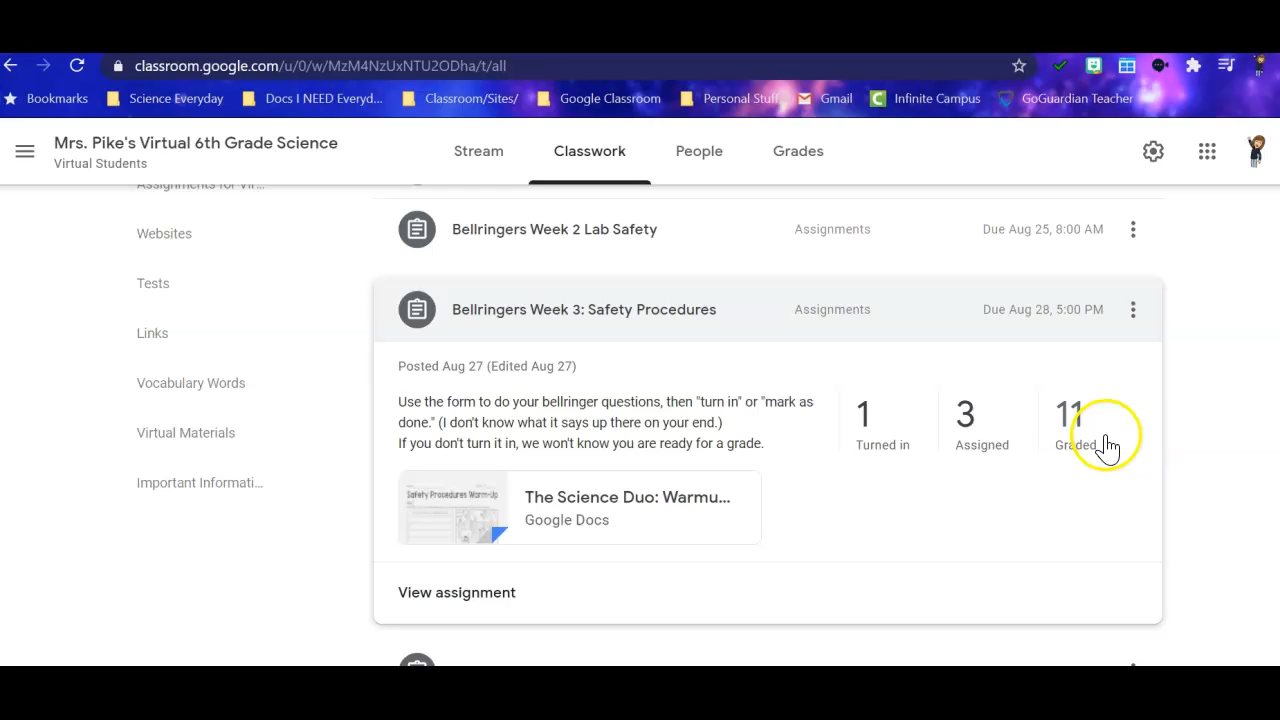 classroom.google.com/u/0/w/MzM4NzUxNTU2ODha/t/all
Bookmarks Science Everyday Docs I NEED Everyd... Classroom/Sites/ Google Classroom Personal Stuff Gmail Infinite Campus GoGuardian Teacher
Mrs. Pike's Virtual 6th Grade Science
Virtual Students
Stream Classwork People Grades
Assignments for Vir...
Websites
Tests
Links
Vocabulary Words
Virtual Materials
Important Informati...
Bellringers Week 2 Lab Safety Assignments Due Aug 25, 8:00 AM
Bellringers Week 3: Safety Procedures Assignments Due Aug 28, 5:00 PM
Posted Aug 27 (Edited Aug 27)
Use the form to do your bellringer questions, then "turn in" or "mark as
done." (I don't know what it says up there on your end.)
If you don't turn it in, we won't know you are ready for a grade.
1 3 11
Turned in Assigned Graded
Safety Procedures Warm-Up
The Science Duo: Warmu...
Google Docs
View assignment